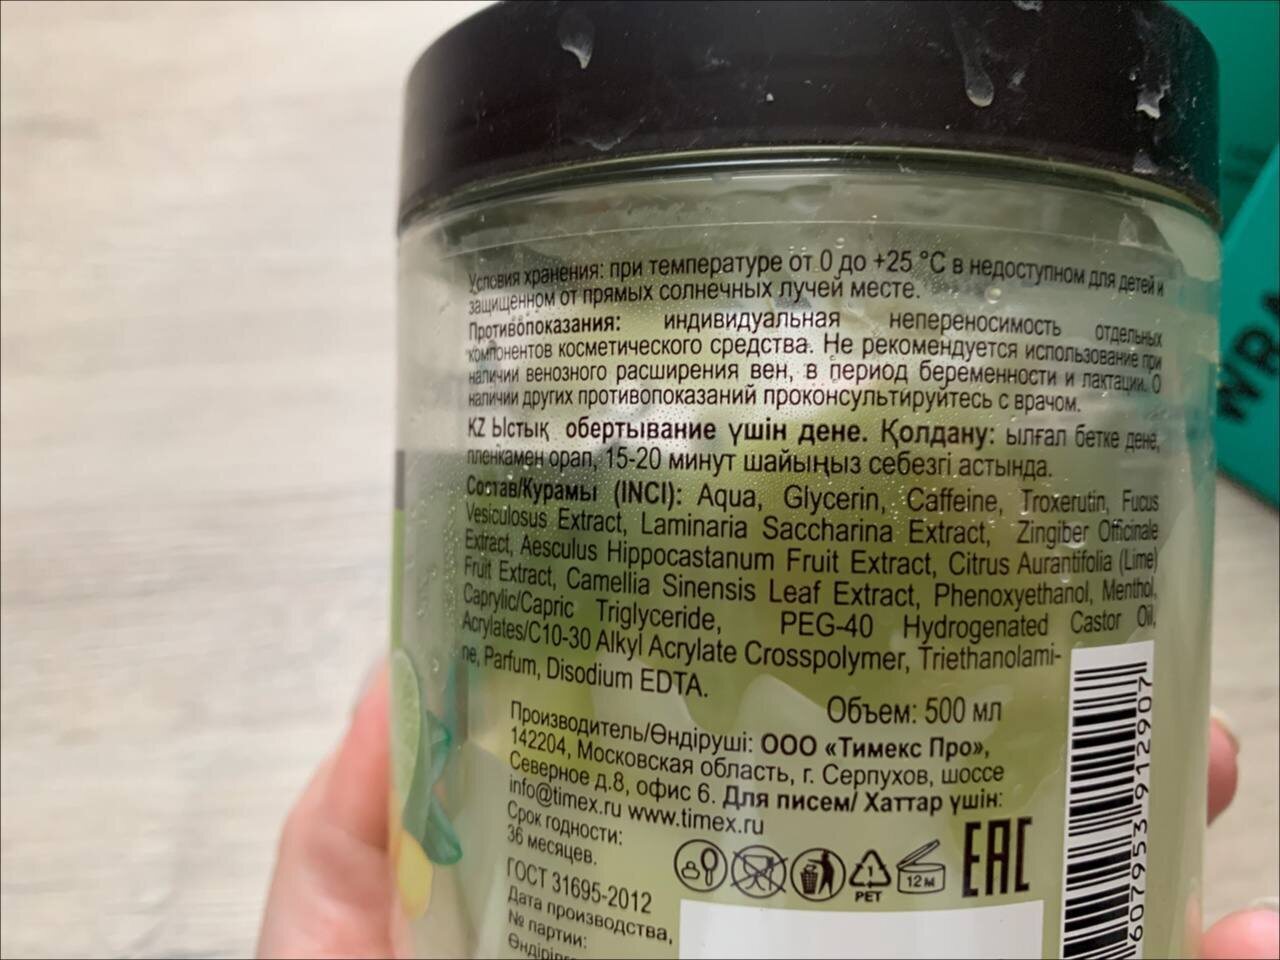 Условия хранения: при температуре от 0 до +25 °C в недоступном для детей и
защищенном от прямых солнечных лучей месте.
Противопоказания: индивидуальная непереносимость отдельных
компонентов косметического средства. Не рекомендуется использование при
наличии венозного расширения вен, в период беременности и лактации. О
наличии других противопоказаний проконсультируйтесь с врачом.
KZ Ыстық обертывание үшін дене. Қолдану: ылғал бетке дене,
пленкамен орап, 15-20 минут шайыңыз себезгі астында.
Состав/Курамы (INCI): Aqua, Glycerin, Caffeine, Troxerutin, Fucus
Vesiculosus Extract, Laminaria Saccharina Extract, Zingiber Officinale
Extract, Aesculus Hippocastanum Fruit Extract, Citrus Aurantifolia (Lime)
Fruit Extract, Camellia Sinensis Leaf Extract, Phenoxyethanol, Menthol,
Caprylic/Capric Triglyceride, PEG-40 Hydrogenated Castor Oil,
Acrylates/C10-30 Alkyl Acrylate Crosspolymer, Triethanolami-
ne, Parfum, Disodium EDTA.
Объем: 500 мл
Производитель/Өндіруші: ООО «Тимекс Про»,
142204, Московская область, г. Серпухов, шоссе
Северное д.8, офис 6. Для писем/ Хаттар үшін:
info@timex.ru www.timex.ru
Срок годности:
36 месяцев.
ГОСТ 31695-2012
Дата производства,
№ партии:
12 м
PET
EAC
607953 912907
WRA